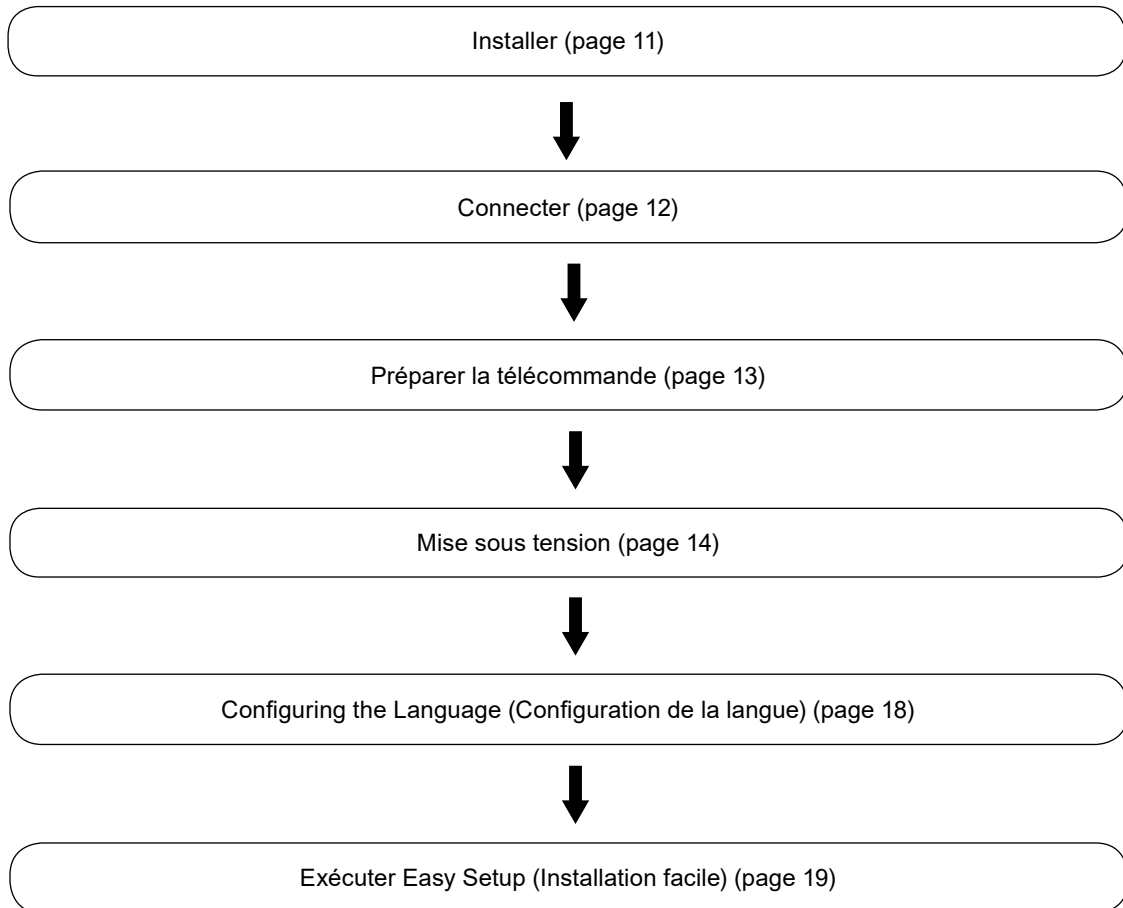 Installer (page 11)
Connecter (page 12)
Préparer la télécommande (page 13)
Mise sous tension (page 14)
Configuring the Language (Configuration de la langue) (page 18)
Exécuter Easy Setup (Installation facile) (page 19)